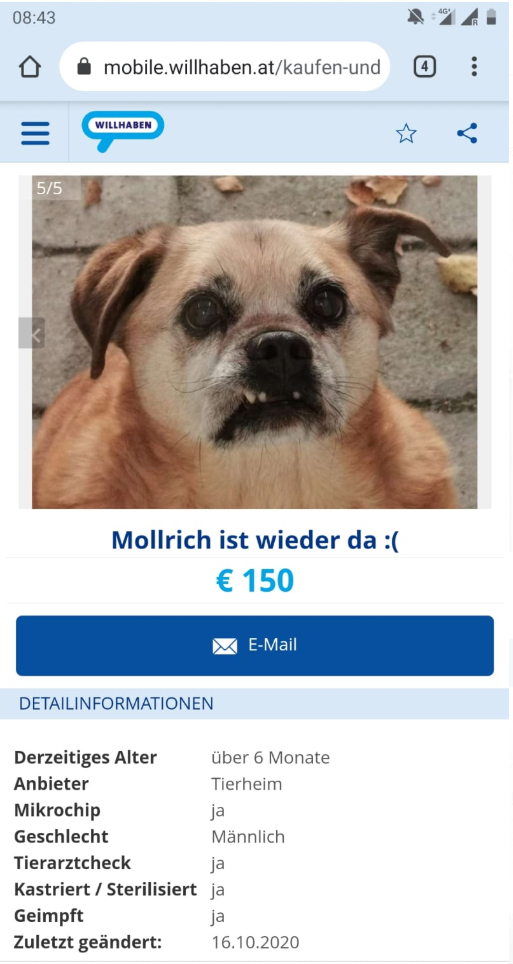 08:43
4G+
R
mobile.willhaben.at/kaufen-und
4
WILLHABEN
5/5
Mollrich ist wieder da :(
€ 150
E-Mail
DETAILINFORMATIONEN
Derzeitiges Alter über 6 Monate
Anbieter Tierheim
Mikrochip ja
Geschlecht Männlich
Tierarztcheck ja
Kastriert / Sterilisiert ja
Geimpft ja
Zuletzt geändert: 16.10.2020